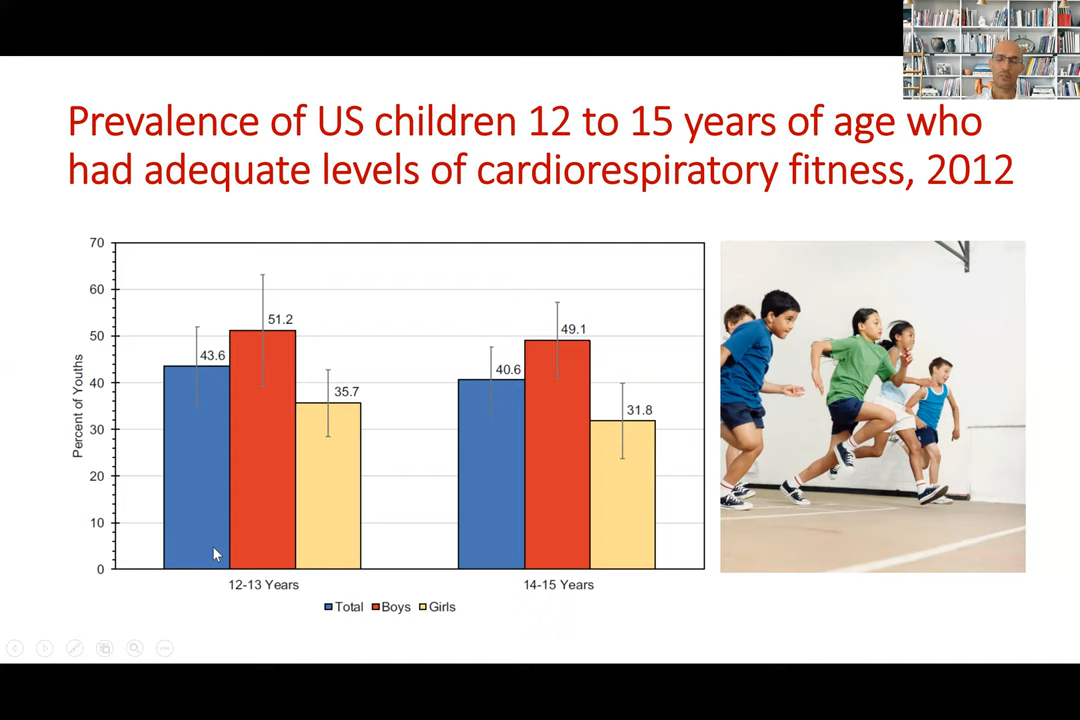 Prevalence of US children 12 to 15 years of age who
had adequate levels of cardiorespiratory fitness, 2012
70
60
50
40
30
20
10
0
Percent of Youths
43.6
51.2
35.7
40.6
49.1
31.8
12-13 Years
14-15 Years
Total Boys Girls